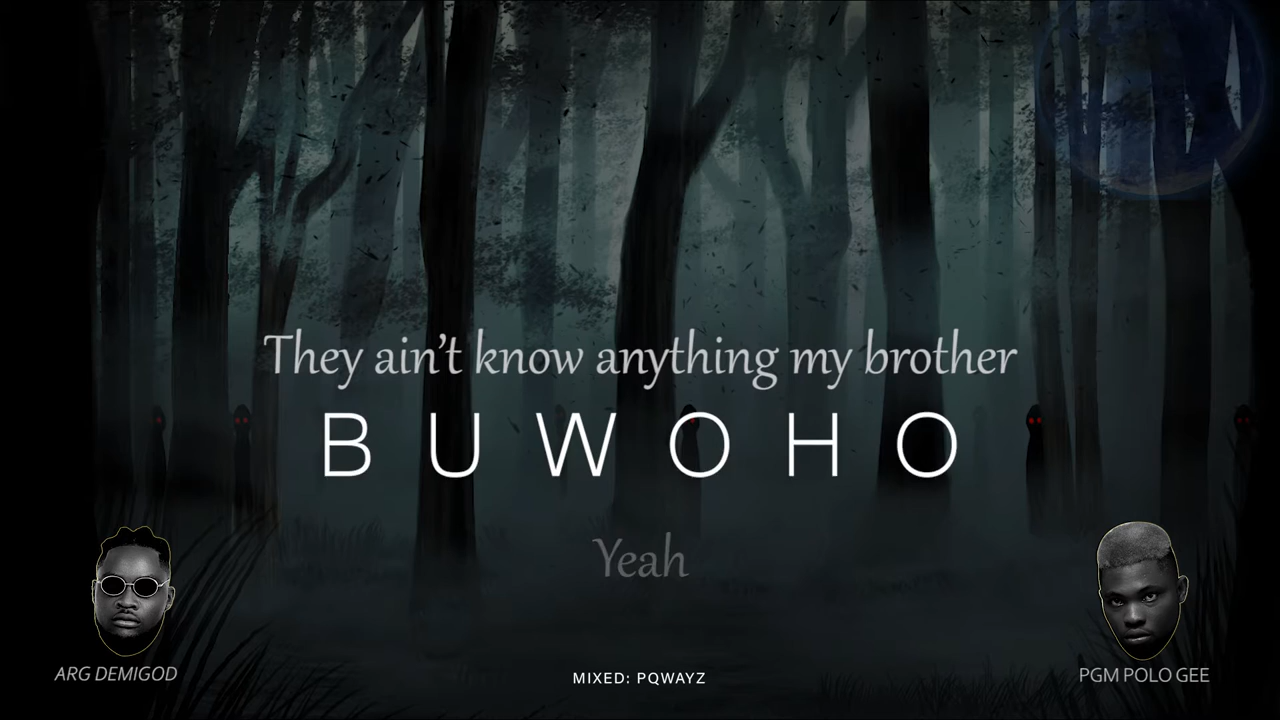 They ain't know anything my brother
BUWOHO
Yeah
ARG DEMIGOD
MIXED: PQWAYZ
PGM POLO GEE